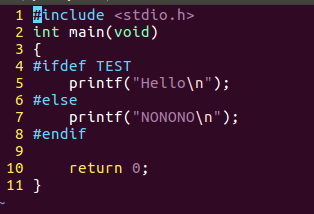 1 #include <stdio.h>
2 int main(void)
3 {
4 #ifdef TEST
5     printf("Hello\n");
6 #else
7     printf("NONONO\n");
8 #endif
9
10     return 0;
11 }
~